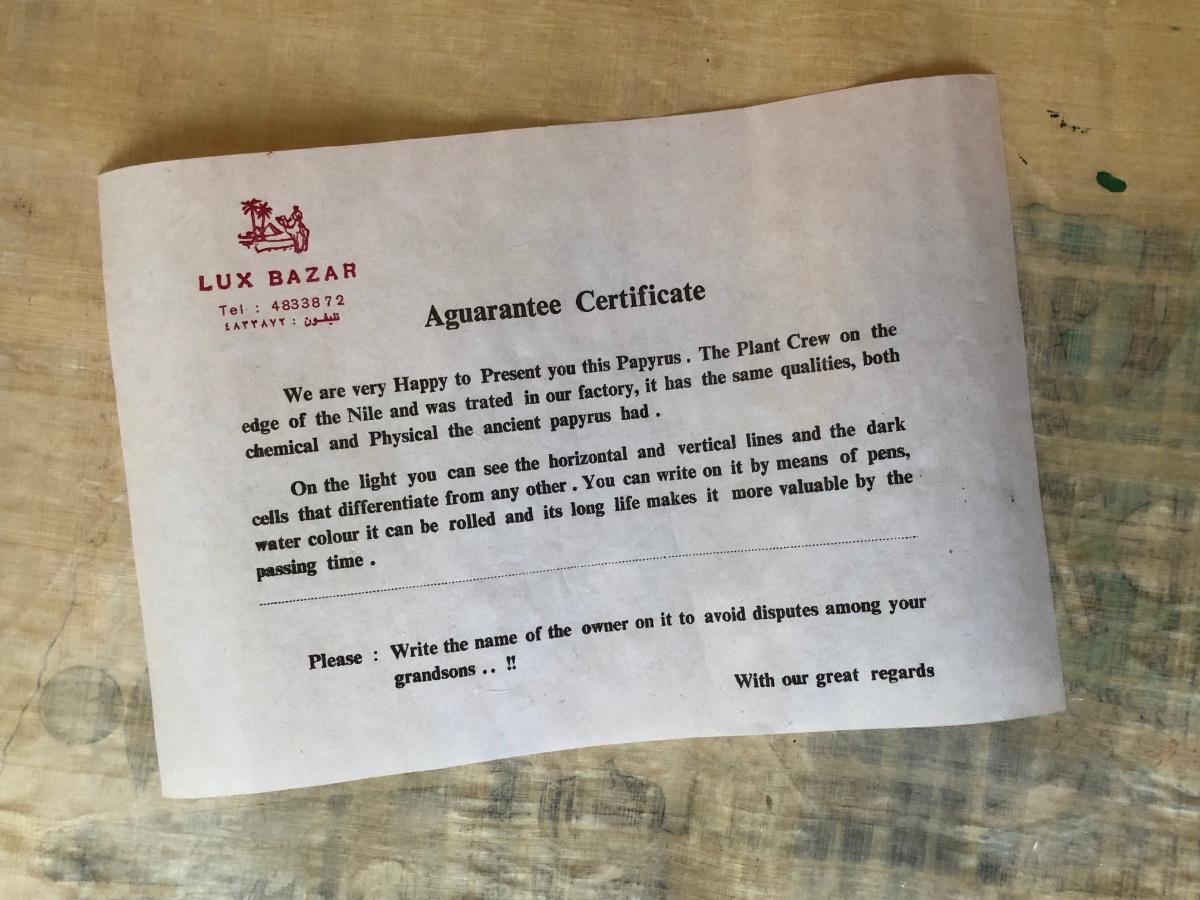 LUX BAZAR
Tel : 4833872
تليفون : ٤٨٣٣٨٧٢
Aguarantee Certificate
We are very Happy to Present you this Papyrus . The Plant Crew on the
edge of the Nile and was trated in our factory, it has the same qualities, both
chemical and Physical the ancient papyrus had .
On the light you can see the horizontal and vertical lines and the dark
cells that differentiate from any other . You can write on it by means of pens,
water colour it can be rolled and its long life makes it more valuable by the
passing time .
Please : Write the name of the owner on it to avoid disputes among your
grandsons .. !!
With our great regards